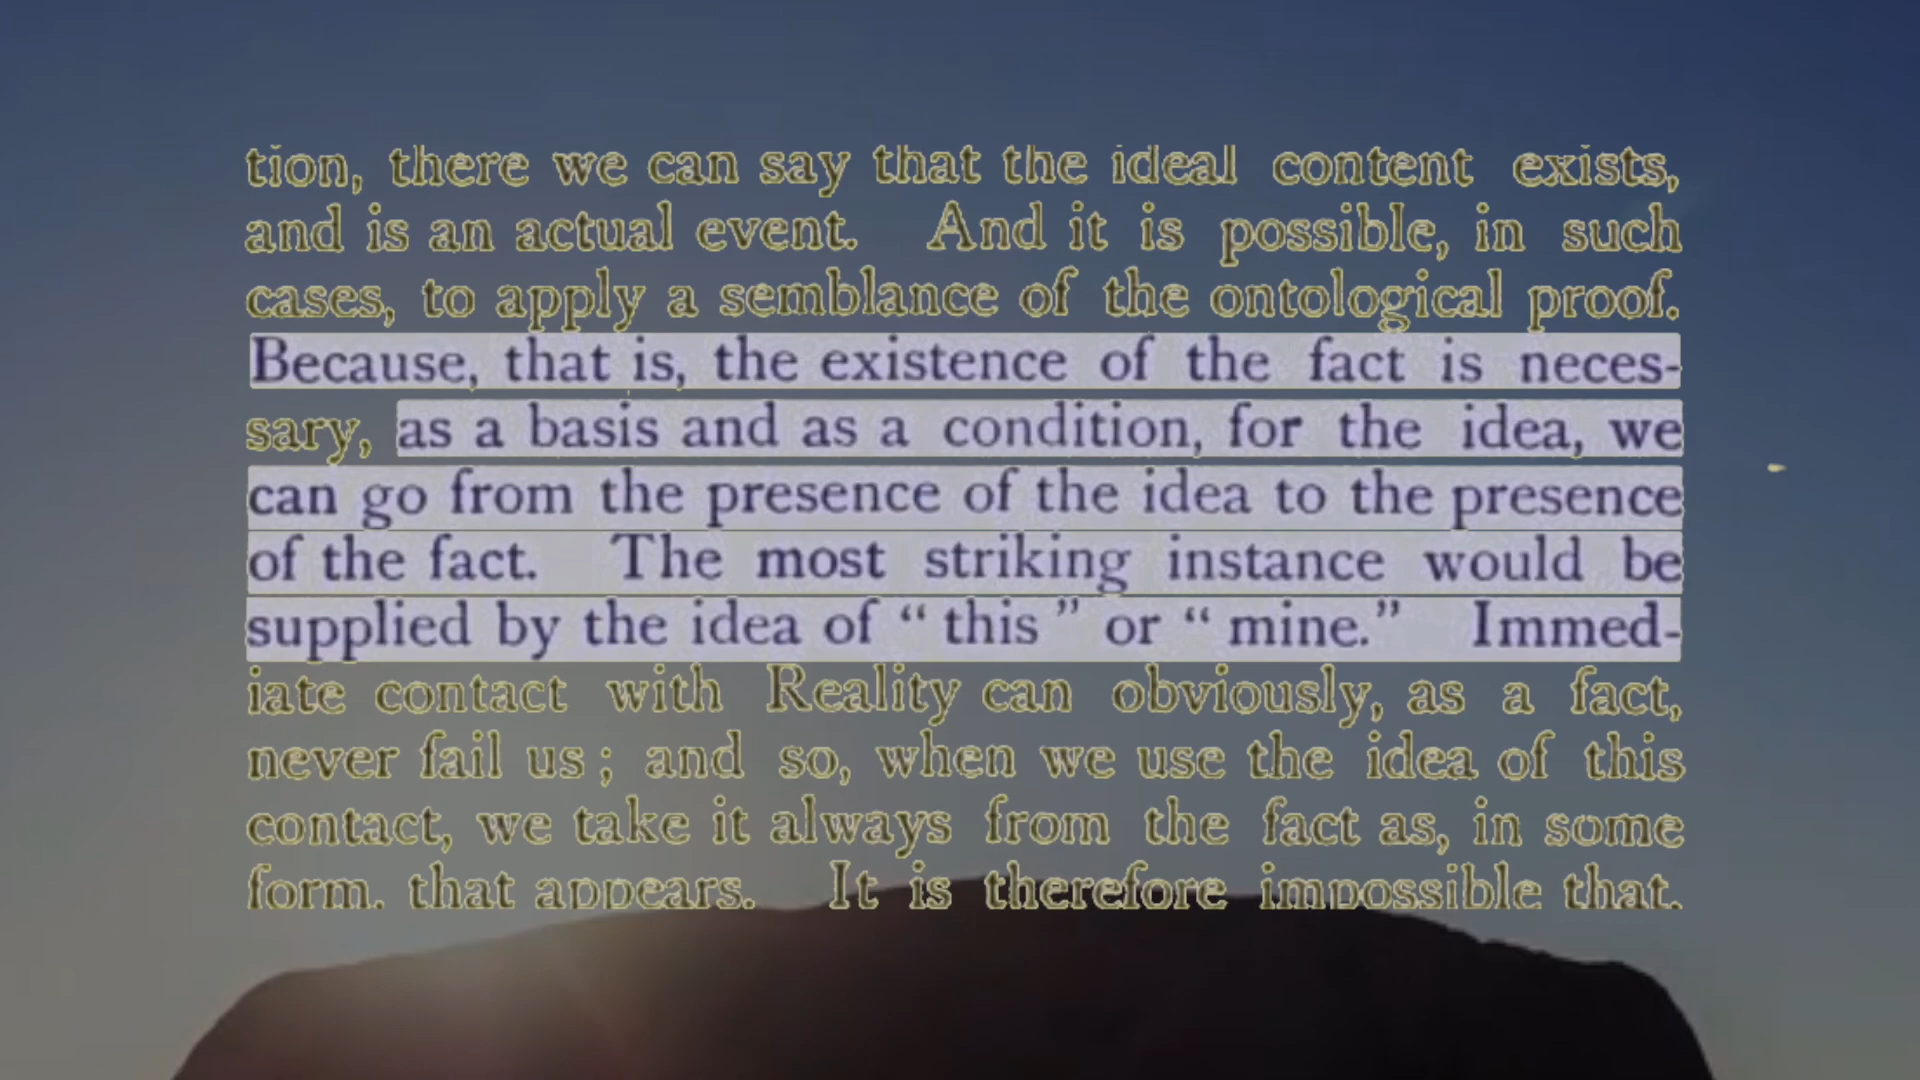 tion, there we can say that the ideal content exists,
and is an actual event. And it is possible, in such
cases, to apply a semblance of the ontological proof.
Because, that is, the existence of the fact is neces-
sary, as a basis and as a condition, for the idea, we
can go from the presence of the idea to the presence
of the fact. The most striking instance would be
supplied by the idea of “ this ” or “ mine.” Immed-
iate contact with Reality can obviously, as a fact,
never fail us ; and so, when we use the idea of this
contact, we take it always from the fact as, in some
form, that appears. It is therefore impossible that,